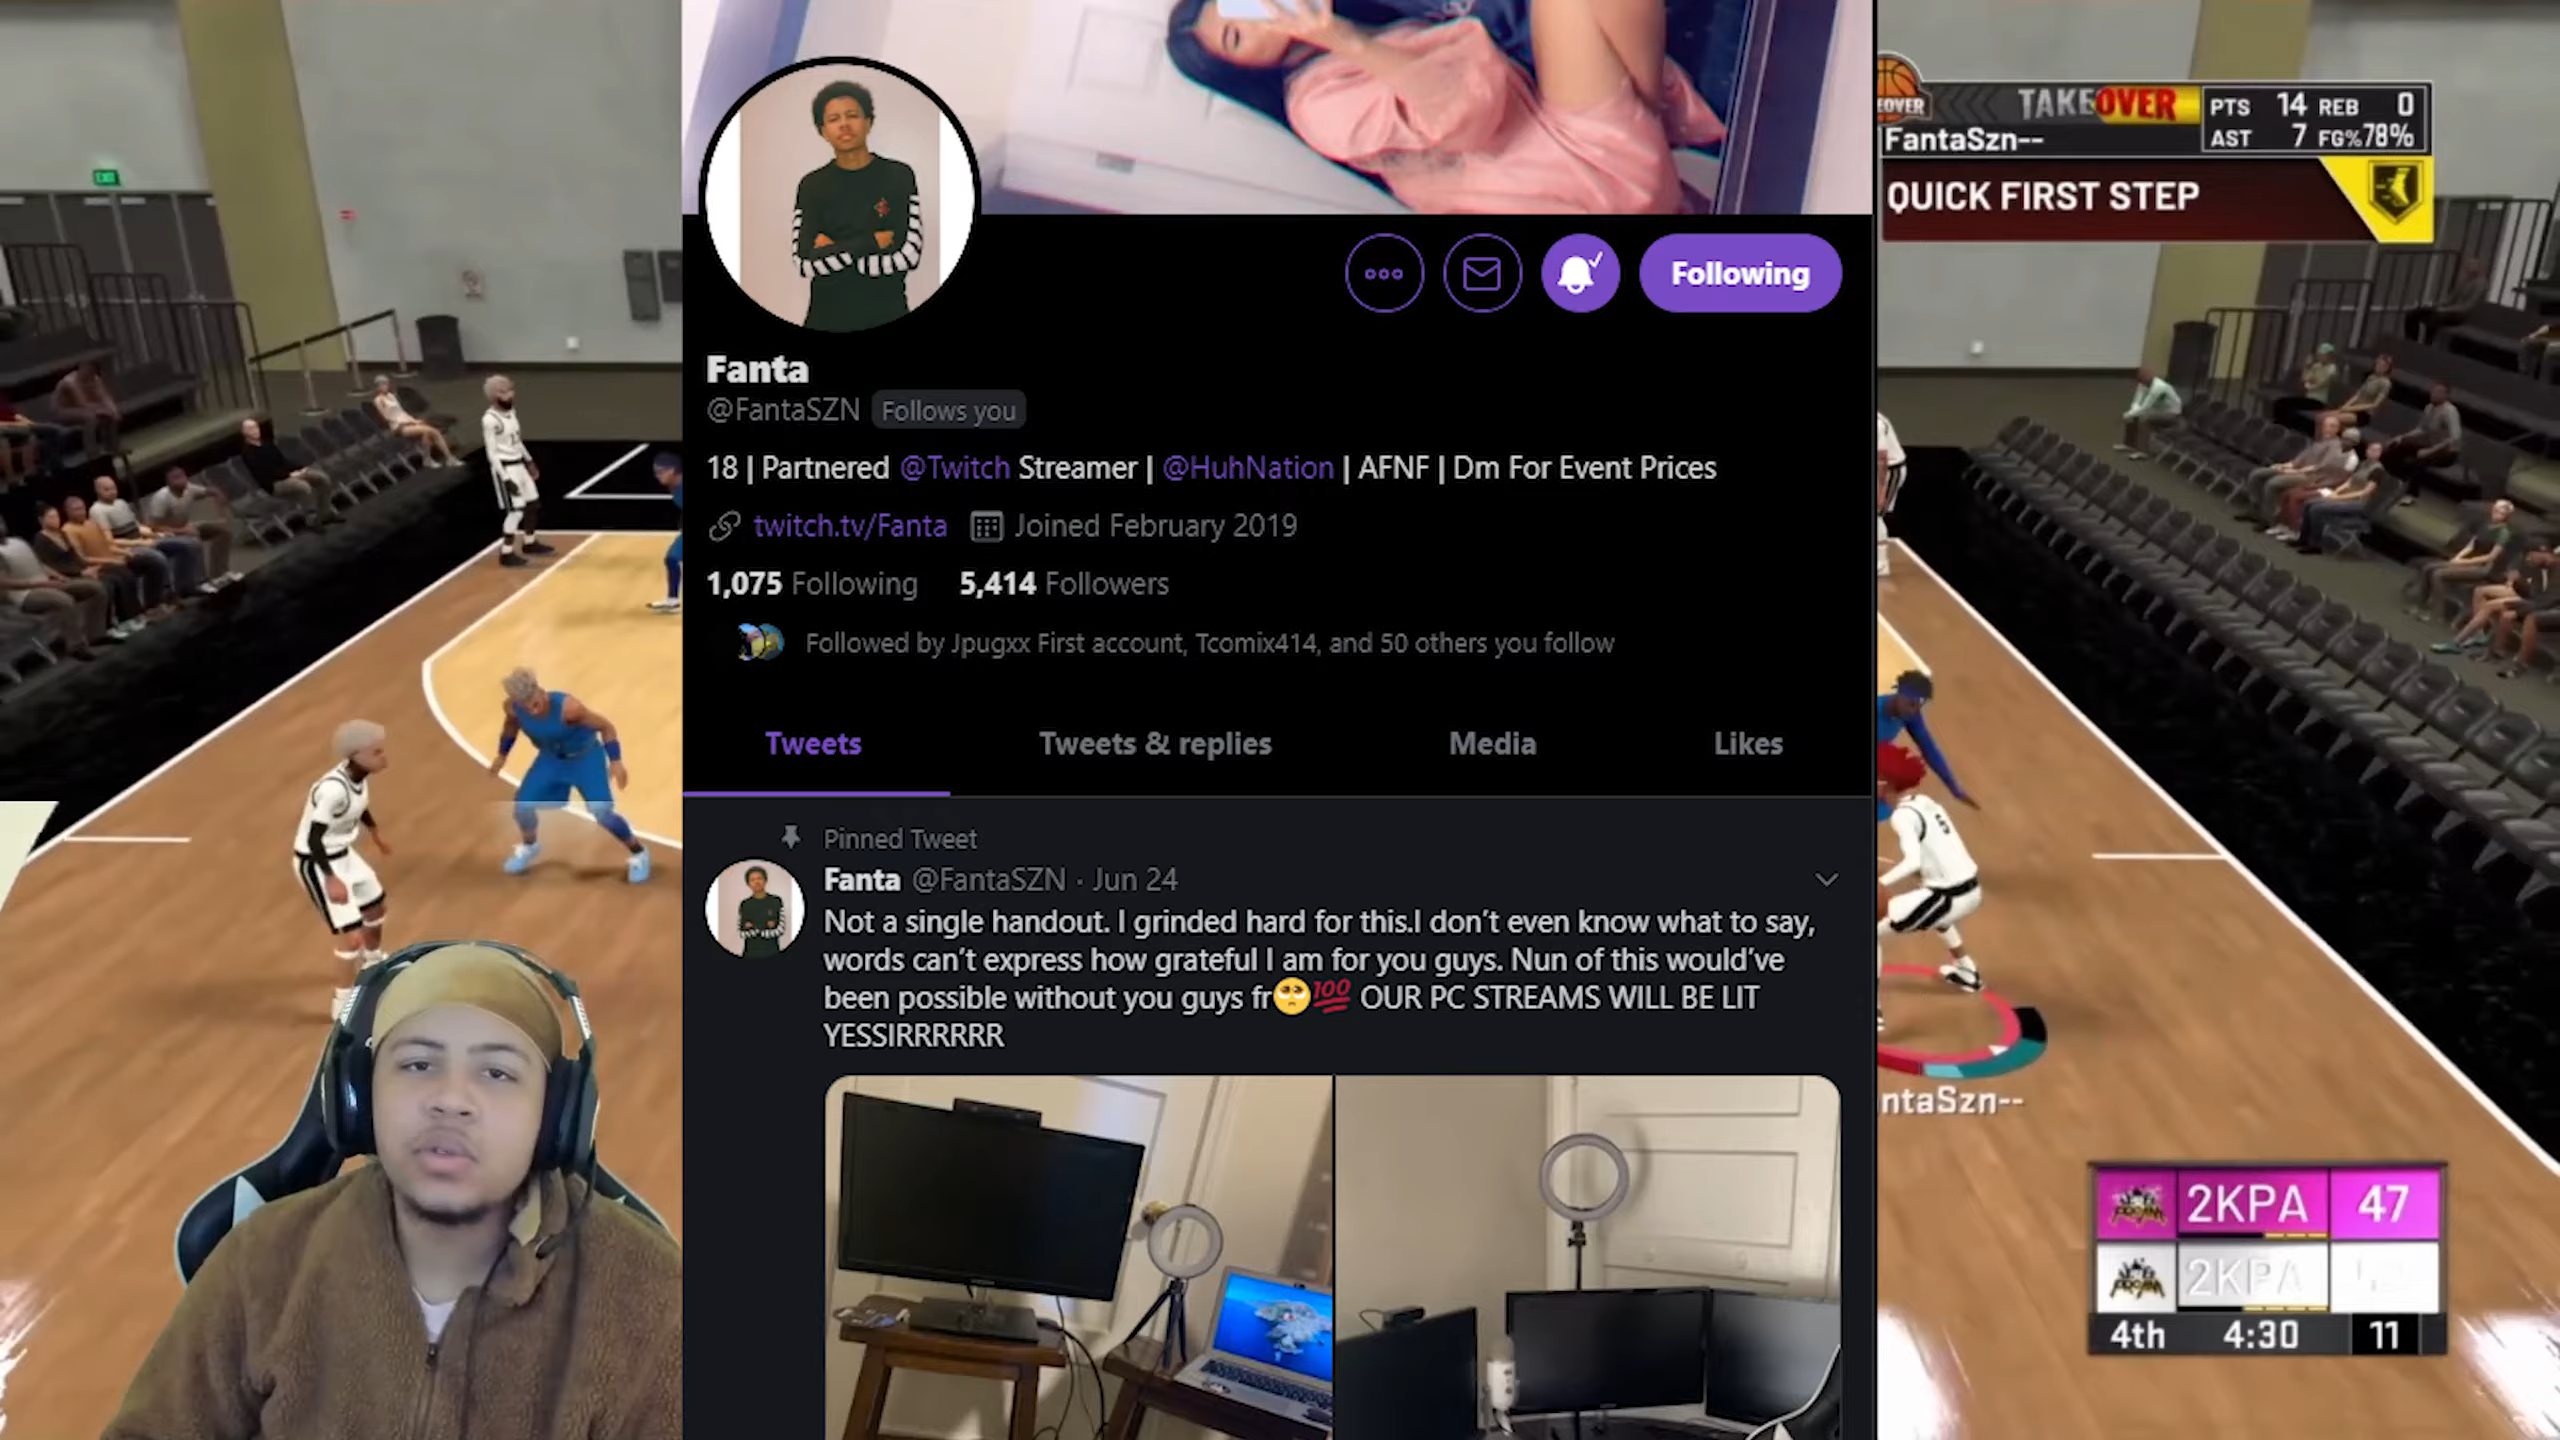 Fanta
@FantaSZN Follows you
18 | Partnered @Twitch Streamer | @HuhNation | AFNF | Dm For Event Prices
twitch.tv/Fanta Joined February 2019
1,075 Following 5,414 Followers
Followed by Jpugxx First account, Tcomix414, and 50 others you follow
Following
Tweets Tweets & replies Media Likes
Pinned Tweet
Fanta @FantaSZN · Jun 24
Not a single handout. I grinded hard for this.I don't even know what to say,
words can't express how grateful I am for you guys. Nun of this would've
been possible without you guys fr🥺💯 OUR PC STREAMS WILL BE LIT
YESSIRRRRRR
TAKEOVER
FantaSzn--
PTS 14 REB 0
AST 7 FG% 78%
QUICK FIRST STEP
ntaSzn--
2KPA 47
2KPA
4th 4:30 11